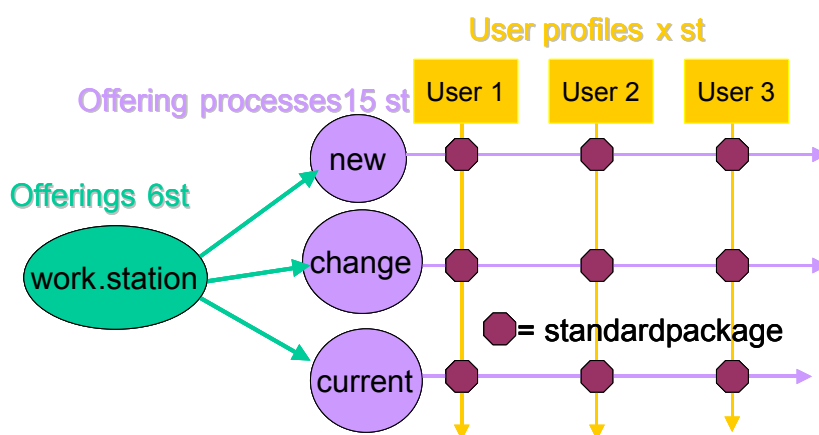 User profiles x st
Offering processes15 st
User 1
User 2
User 3
new
Offerings 6st
change
work.station
= standardpackage
current